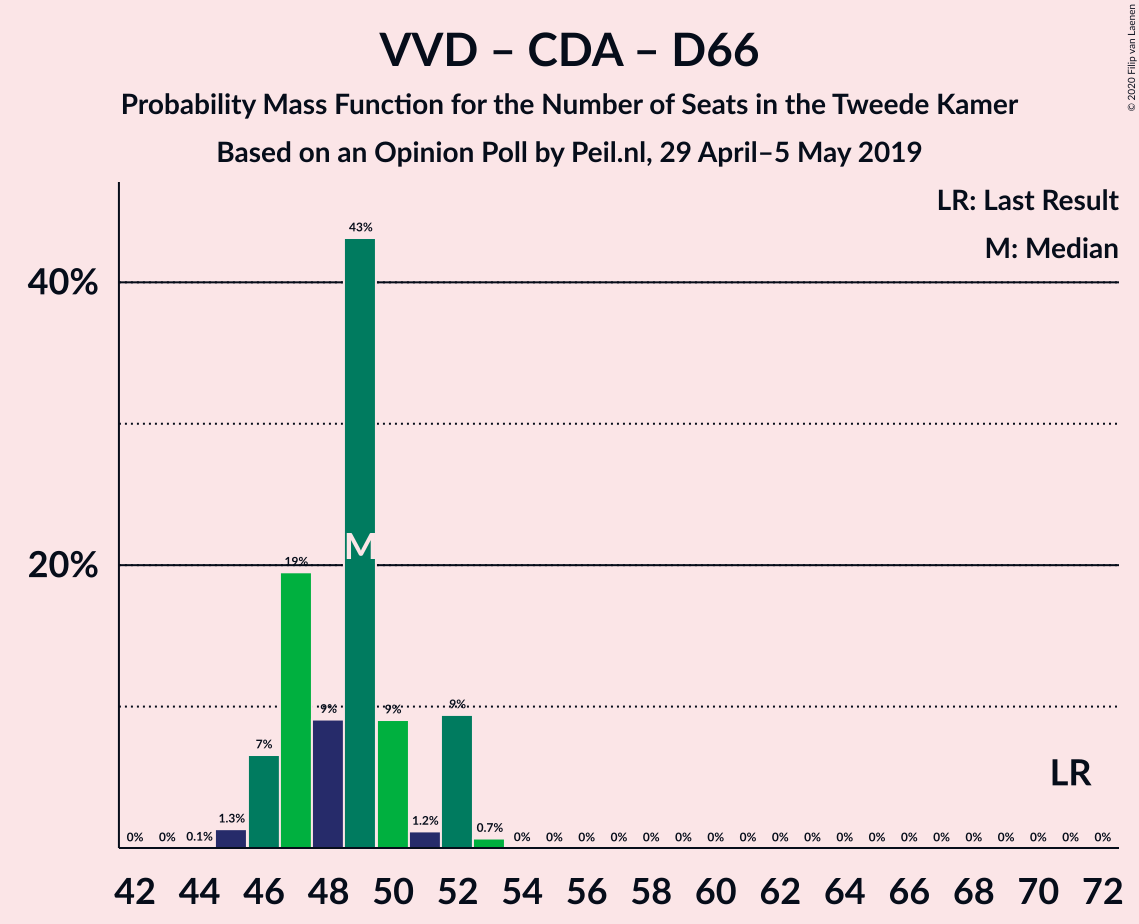 VVD – CDA – D66
Probability Mass Function for the Number of Seats in the Tweede Kamer
Based on an Opinion Poll by Peil.nl, 29 April–5 May 2019
© 2020 Filip van Laenen
LR: Last Result
M: Median
43%
40%
M
20%
19%
9% 9% 9%
7%
LR
0% 0% 0.1% 1.3% 1.2% 0.7% 0% 0% 0% 0% 0% 0% 0% 0% 0% 0% 0% 0% 0% 0% 0% 0% 0% 0% 0%
42 44 46 48 50 52 54 56 58 60 62 64 66 68 70 72